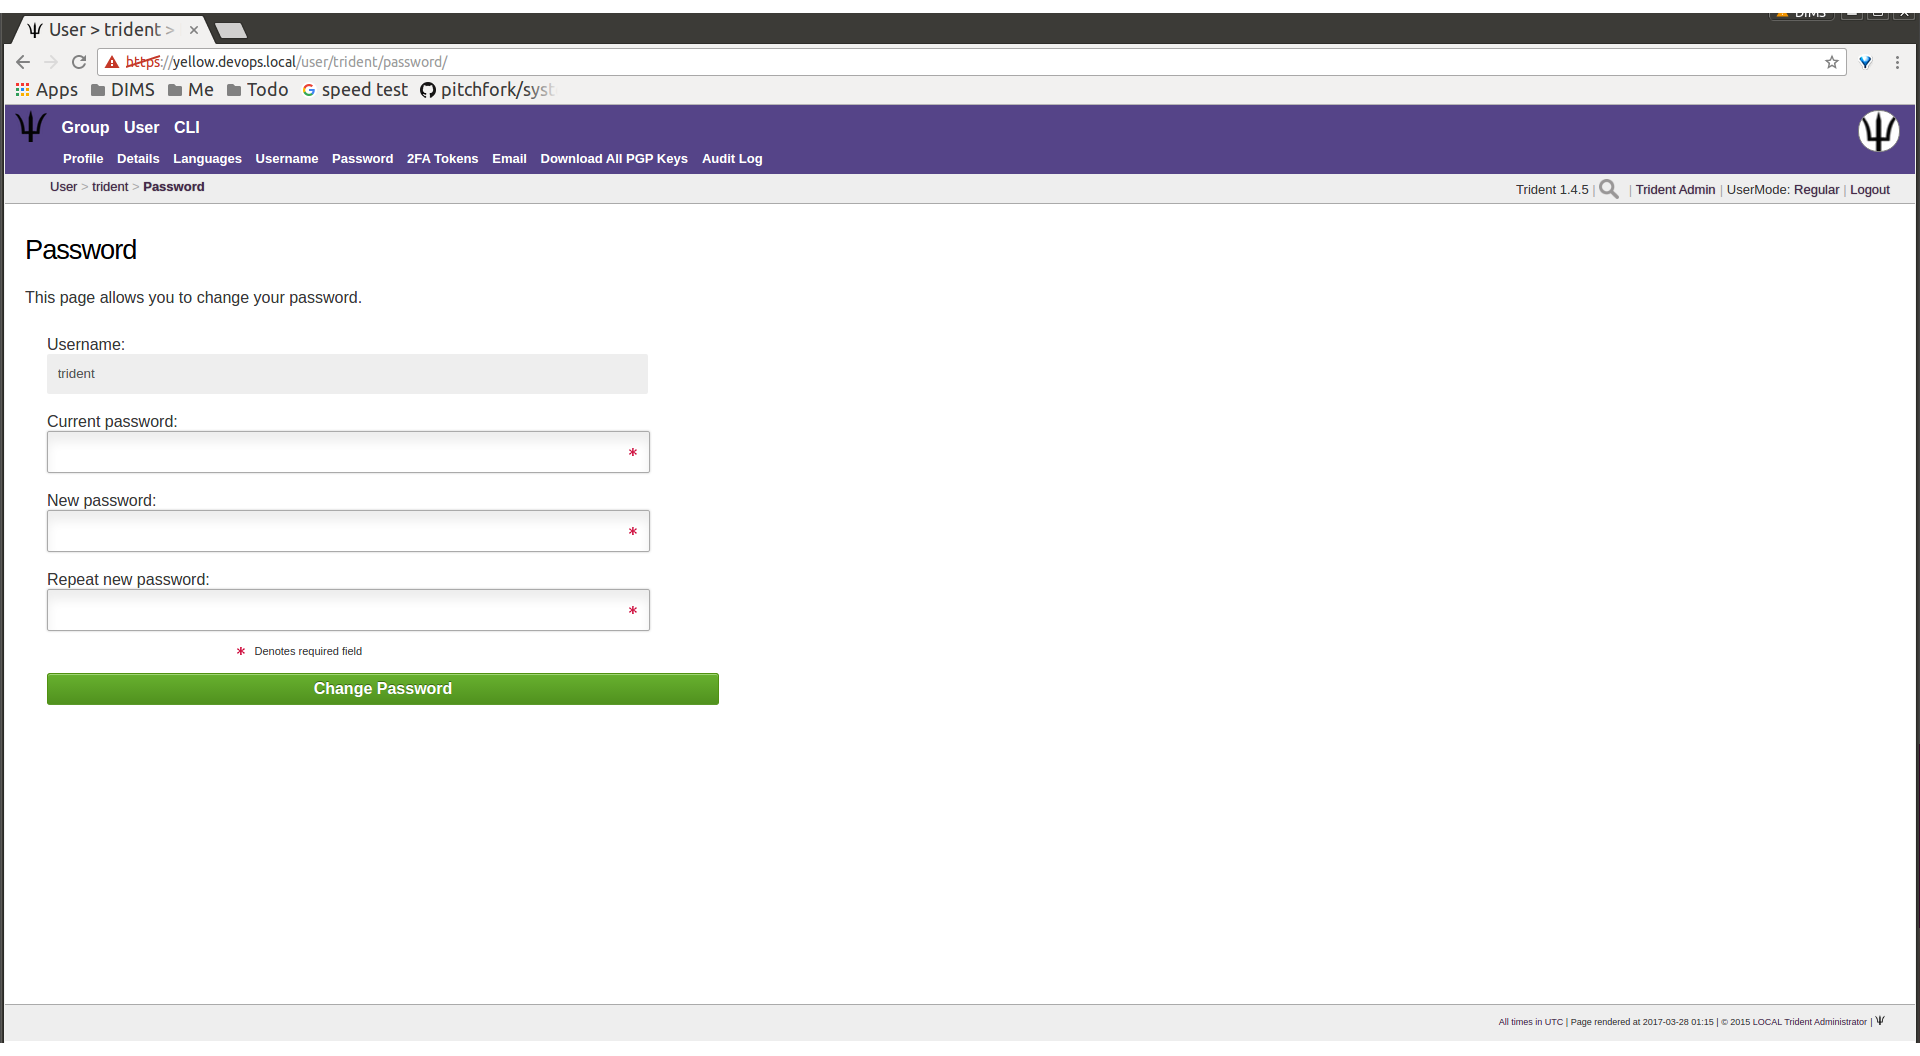 DIMS
User > trident >
https://yellow.devops.local/user/trident/password/
Apps DIMS Me Todo speed test pitchfork/syst
Group User CLI
Profile Details Languages Username Password 2FA Tokens Email Download All PGP Keys Audit Log
User > trident > Password
Trident 1.4.5 | | Trident Admin | UserMode: Regular | Logout
Password
This page allows you to change your password.
Username:
trident
Current password:
*
New password:
*
Repeat new password:
*
* Denotes required field
Change Password
All times in UTC | Page rendered at 2017-03-28 01:15 | © 2015 LOCAL Trident Administrator |